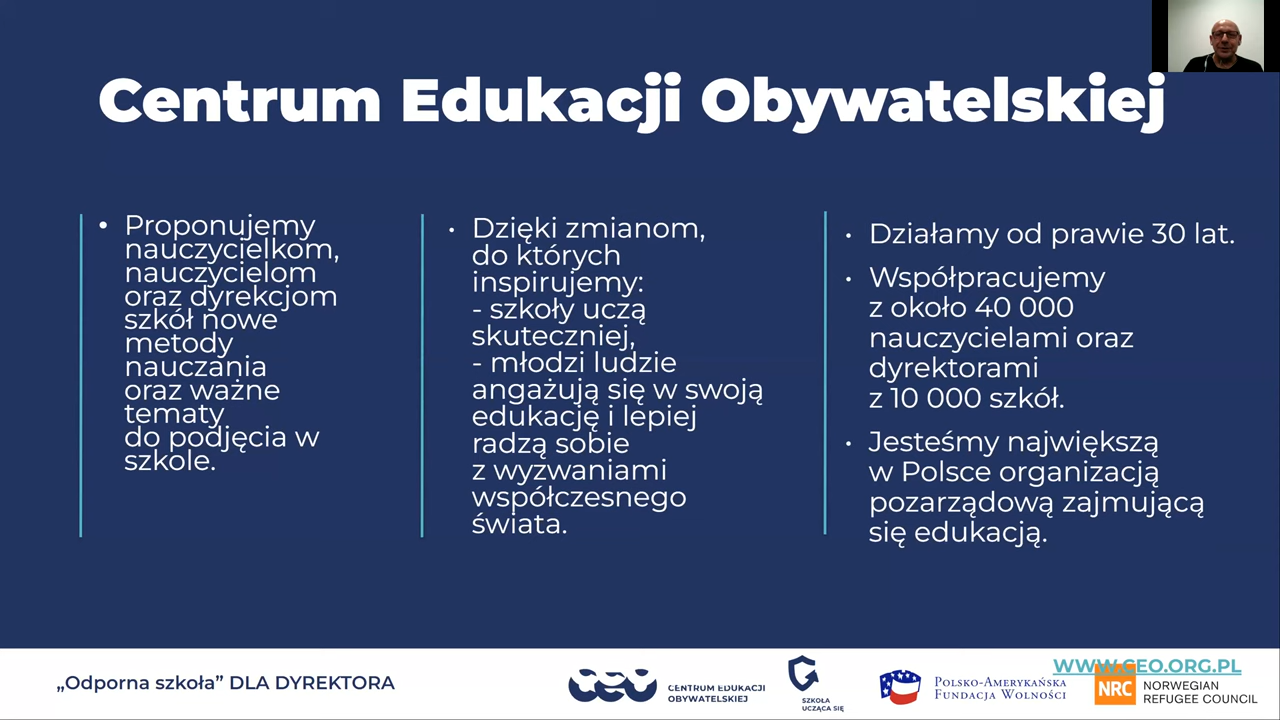 Centrum Edukacji Obywatelskiej
• Proponujemy
nauczycielkom,
nauczycielom
oraz dyrekcjom
szkół nowe
metody
nauczania
oraz ważne
tematy
do podjęcia w
szkole.
• Dzięki zmianom,
do których
inspirujemy:
- szkoły uczą
skuteczniej,
- młodzi ludzie
angażują się w swoją
edukację i lepiej
radzą sobie
z wyzwaniami
współczesnego
świata.
• Działamy od prawie 30 lat.
• Współpracujemy
z około 40 000
nauczycielami oraz
dyrektorami
z 10 000 szkół.
• Jesteśmy największą
w Polsce organizacją
pozarządową zajmującą
się edukacją.
„Odporna szkoła” DLA DYREKTORA
CEO
CENTRUM EDUKACJI
OBYWATELSKIEJ
SZKOŁA
UCZĄCA SIĘ
POLSKO-AMERYKAŃSKA
FUNDACJA WOLNOŚCI
WWW.CEO.ORG.PL
NRC
NORWEGIAN
REFUGEE COUNCIL